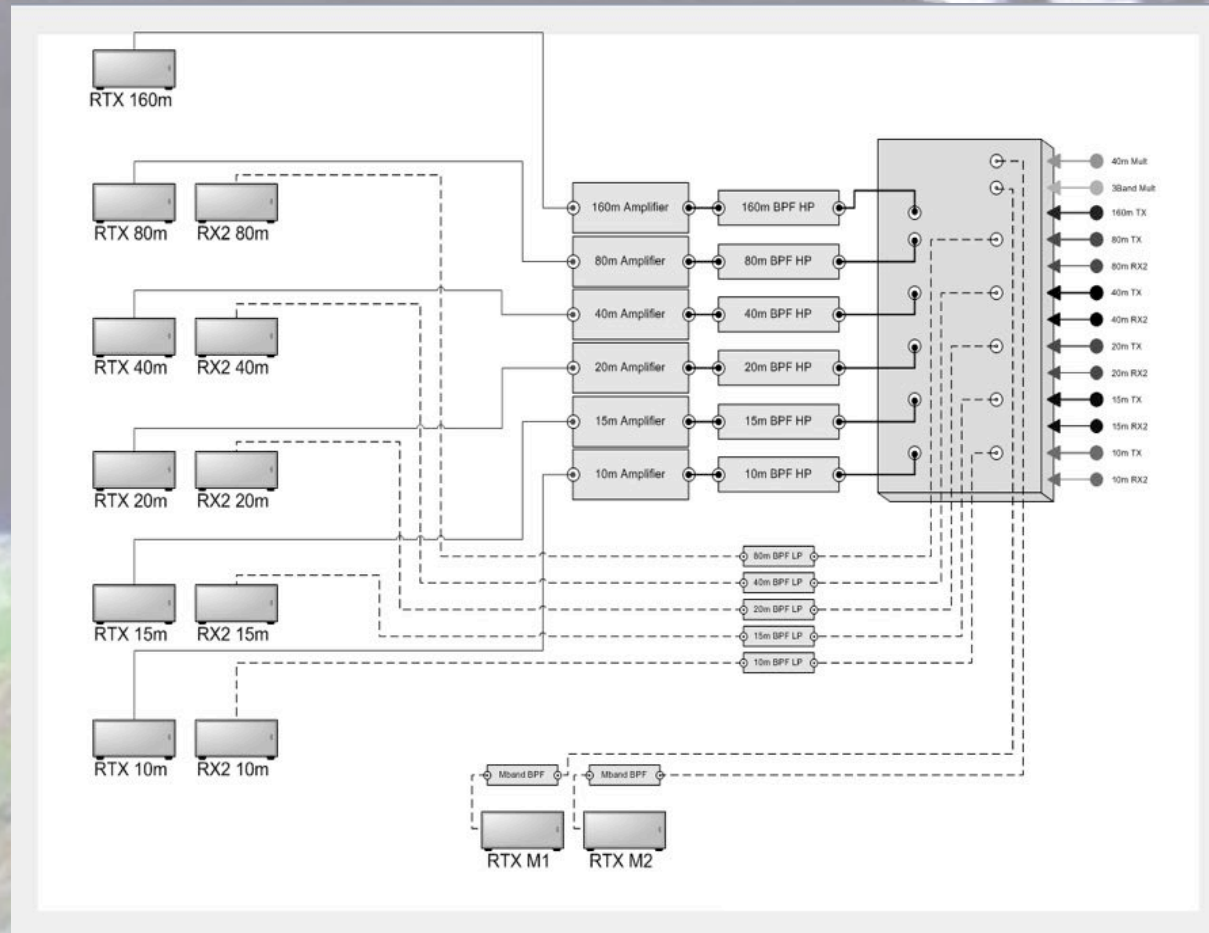 RTX 160m
RTX 80m
RX2 80m
RTX 40m
RX2 40m
RTX 20m
RX2 20m
RTX 15m
RX2 15m
RTX 10m
RX2 10m
160m Amplifier
160m BPF HP
80m Amplifier
80m BPF HP
40m Amplifier
40m BPF HP
20m Amplifier
20m BPF HP
15m Amplifier
15m BPF HP
10m Amplifier
10m BPF HP
40m Mult
3Band Mult
160m TX
80m TX
80m RX2
40m TX
40m RX2
20m TX
20m RX2
15m TX
15m RX2
10m TX
10m RX2
80m BPF LP
40m BPF LP
20m BPF LP
15m BPF LP
10m BPF LP
Mband BPF
Mband BPF
RTX M1
RTX M2